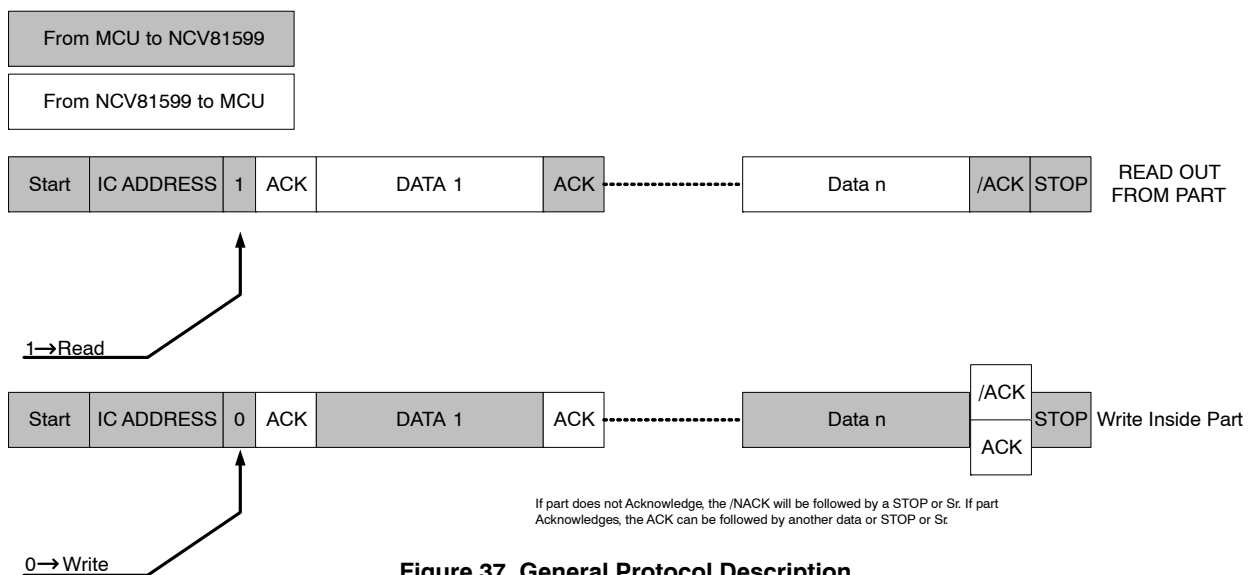 From MCU to NCV81599
From NCV81599 to MCU
Start IC ADDRESS 1 ACK DATA 1 ACK Data n /ACK STOP READ OUT
FROM PART
1→Read
Start IC ADDRESS 0 ACK DATA 1 ACK Data n /ACK STOP Write Inside Part
ACK
If part does not Acknowledge, the /NACK will be followed by a STOP or Sr. If part
Acknowledges, the ACK can be followed by another data or STOP or Sr.
0→Write
Figure 37. General Protocol Description